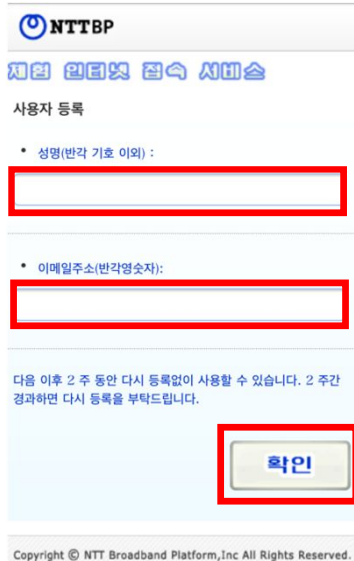 NTTBP
제한 인터넷 접속 서비스
사용자 등록
• 성명(반각 기호 이외) :
• 이메일주소(반각영숫자):
다음 이후 2 주 동안 다시 등록없이 사용할 수 있습니다. 2 주간
경과하면 다시 등록을 부탁드립니다.
확인
Copyright © NTT Broadband Platform,Inc All Rights Reserved.